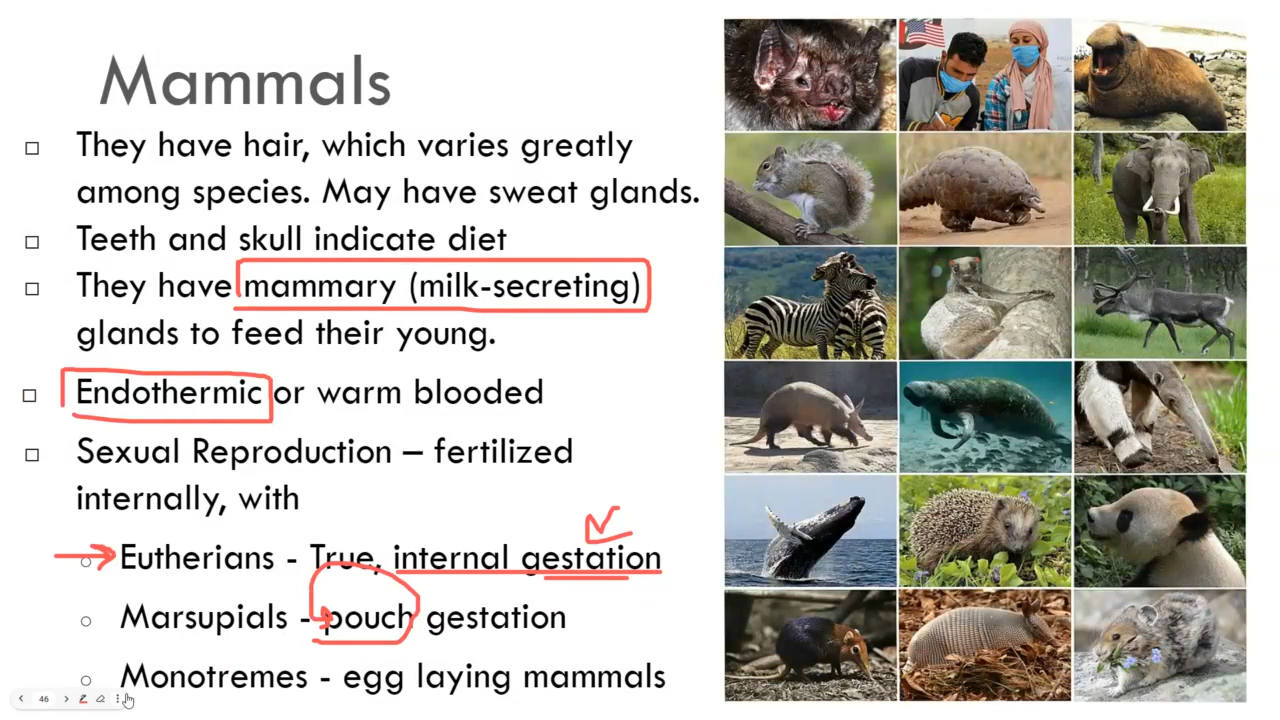 Mammals
They have hair, which varies greatly
among species. May have sweat glands.
Teeth and skull indicate diet
They have mammary (milk-secreting)
glands to feed their young.
Endothermic or warm blooded
Sexual Reproduction – fertilized
internally, with
Eutherians - True, internal gestation
Marsupials - pouch gestation
Monotremes - egg laying mammals
46